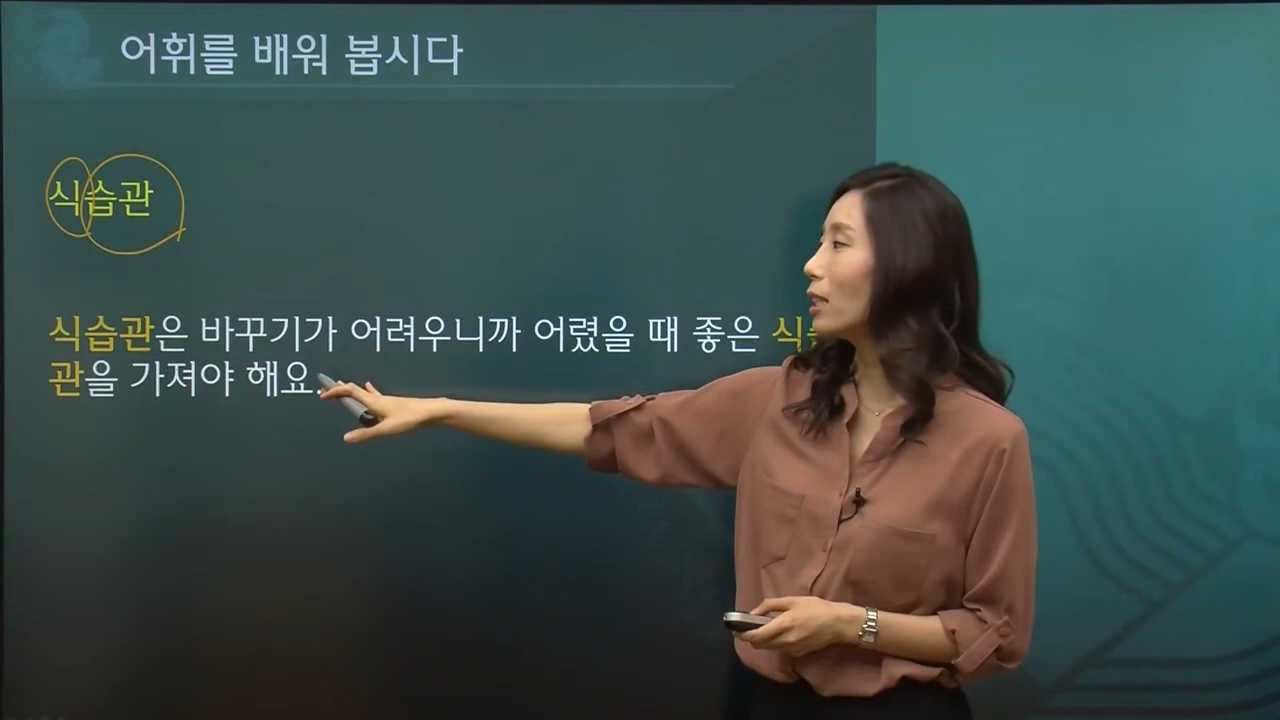 어휘를 배워 봅시다
식습관
식습관은 바꾸기가 어려우니까 어렸을 때 좋은 식습
관을 가져야 해요.